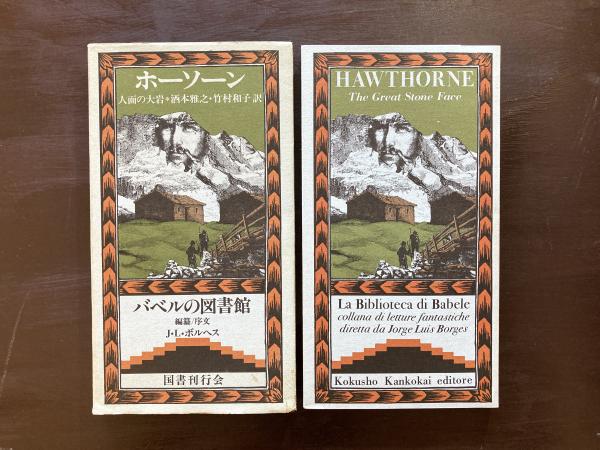 ホーソーン
人面の大岩•酒本雅之・竹村和子 訳
バベルの図書館
編纂/序文
J・L・ボルヘス
国書刊行会
HAWTHORNE
The Great Stone Face
La Biblioteca di Babele
collana di letture fantastiche
diretta da Jorge Luis Borges
Kokusho Kankokai editore